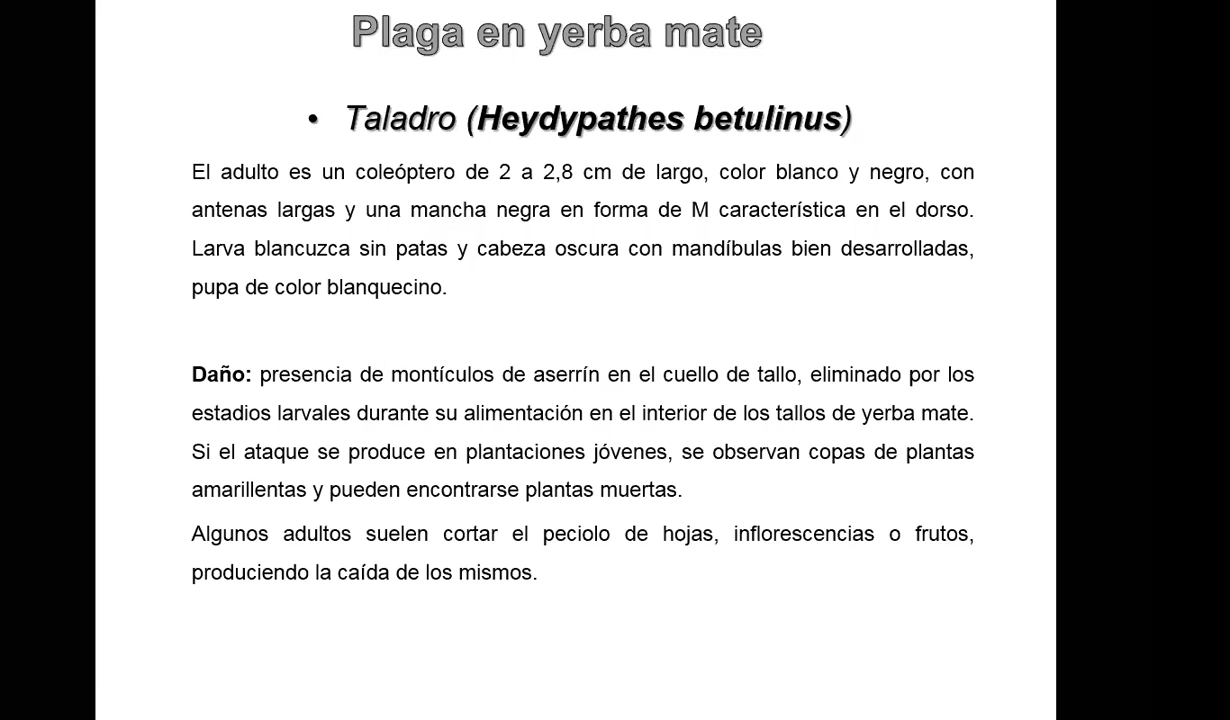 Plaga en yerba mate
• Taladro (Heydypathes betulinus)
El adulto es un coleóptero de 2 a 2,8 cm de largo, color blanco y negro, con
antenas largas y una mancha negra en forma de M característica en el dorso.
Larva blancuzca sin patas y cabeza oscura con mandíbulas bien desarrolladas,
pupa de color blanquecino.
Daño: presencia de montículos de aserrín en el cuello de tallo, eliminado por los
estadios larvales durante su alimentación en el interior de los tallos de yerba mate.
Si el ataque se produce en plantaciones jóvenes, se observan copas de plantas
amarillentas y pueden encontrarse plantas muertas.
Algunos adultos suelen cortar el peciolo de hojas, inflorescencias o frutos,
produciendo la caída de los mismos.